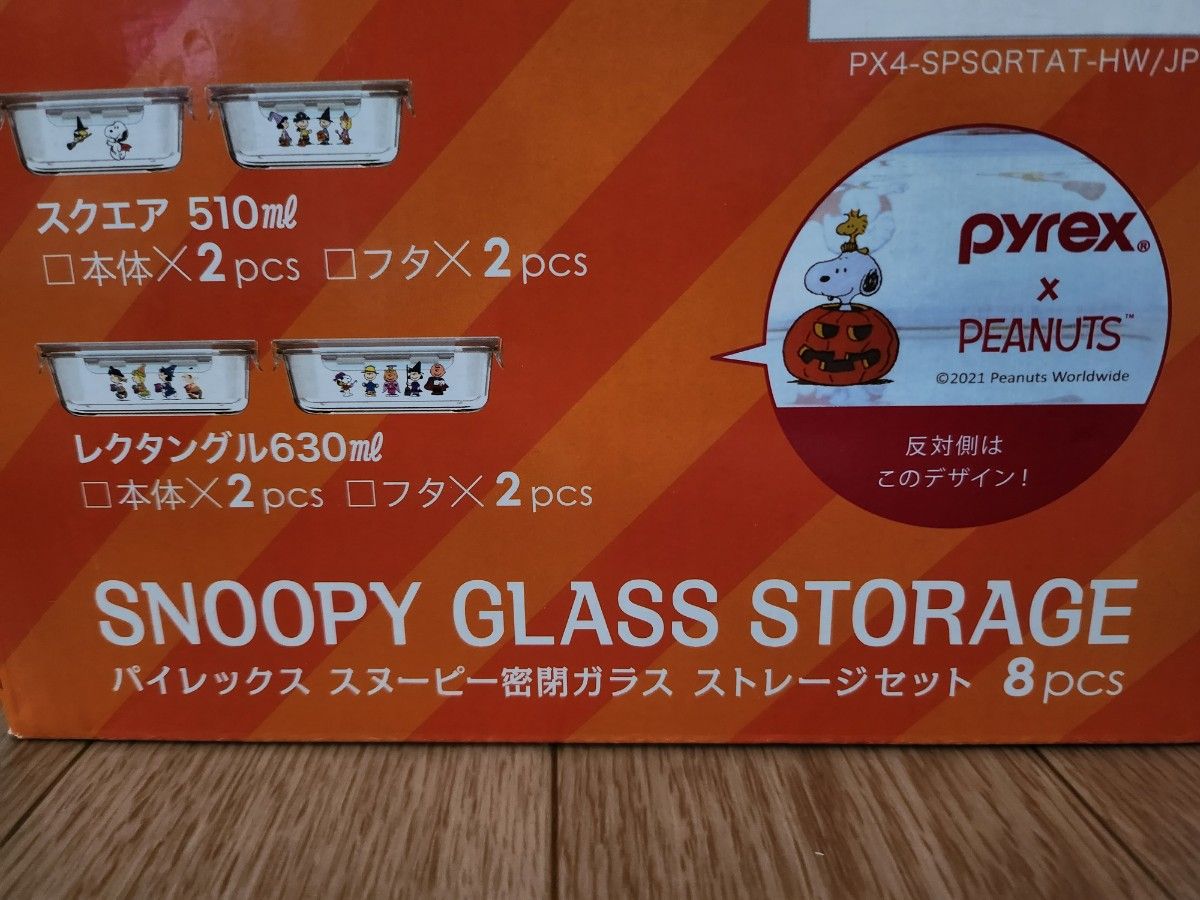 PX4-SPSQRTAT-HW/JP
スクエア 510㎖
□本体×2pcs □フタ×2pcs
レクタングル630㎖
□本体×2pcs □フタ×2pcs
pyrex®
x
PEANUTS™
©2021 Peanuts Worldwide
反対側は
このデザイン!
SNOOPY GLASS STORAGE
パイレックス スヌーピー密閉ガラス ストレージセット 8pcs